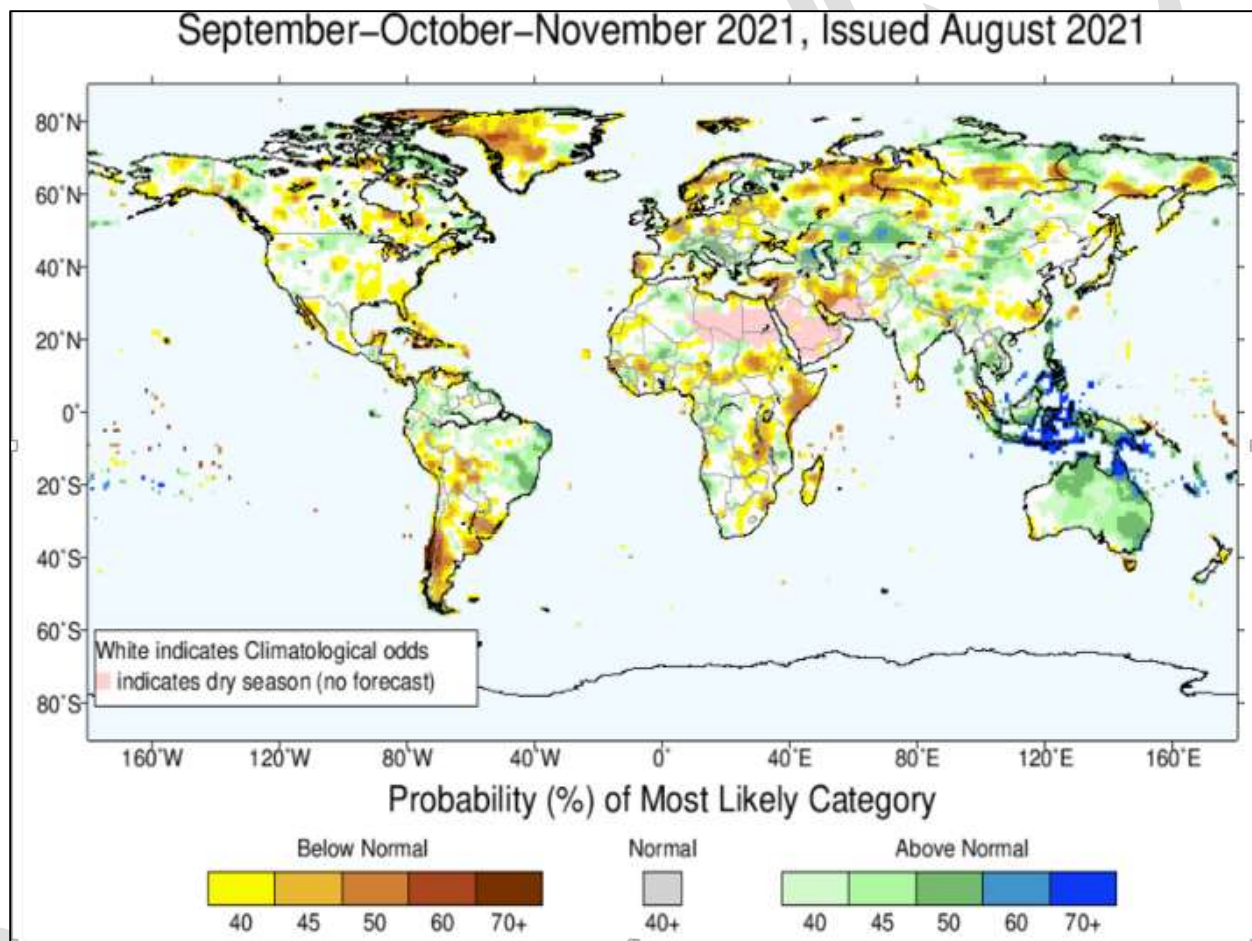 September–October–November 2021, Issued August 2021
80˚N
60˚N
40˚N
20˚N
0˚
20˚S
40˚S
60˚S
80˚S
White indicates Climatological odds
indicates dry season (no forecast)
160˚W 120˚W 80˚W 40˚W 0˚ 40˚E 80˚E 120˚E 160˚E
Probability (%) of Most Likely Category
Below Normal Normal Above Normal
40 45 50 60 70+ 40+ 40 45 50 60 70+